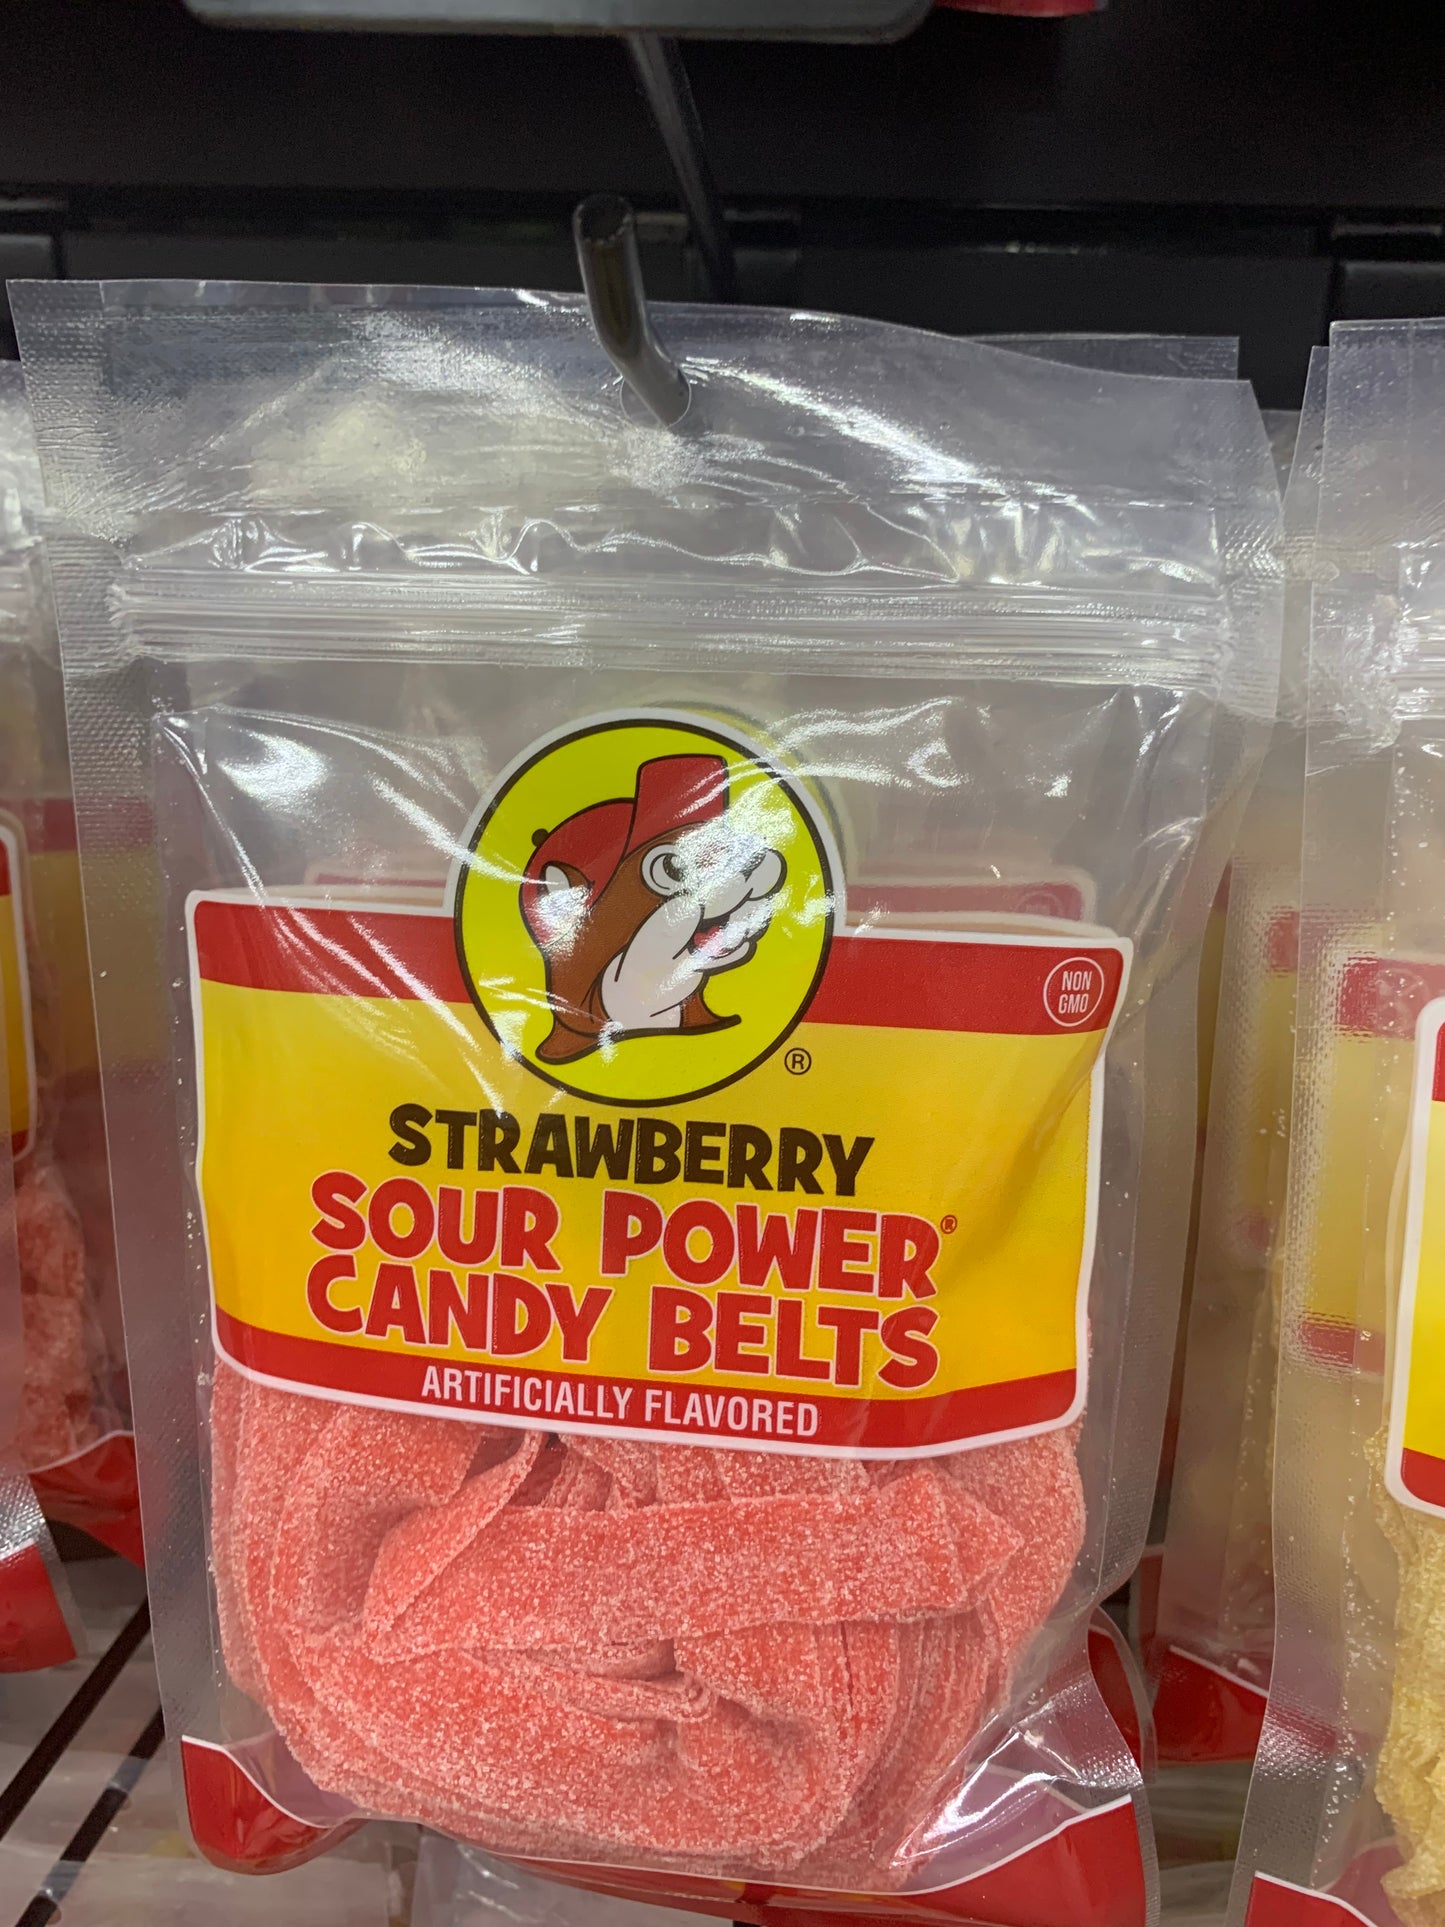 NON
GMO
®
STRAWBERRY
SOUR POWER®
CANDY BELTS
ARTIFICIALLY FLAVORED